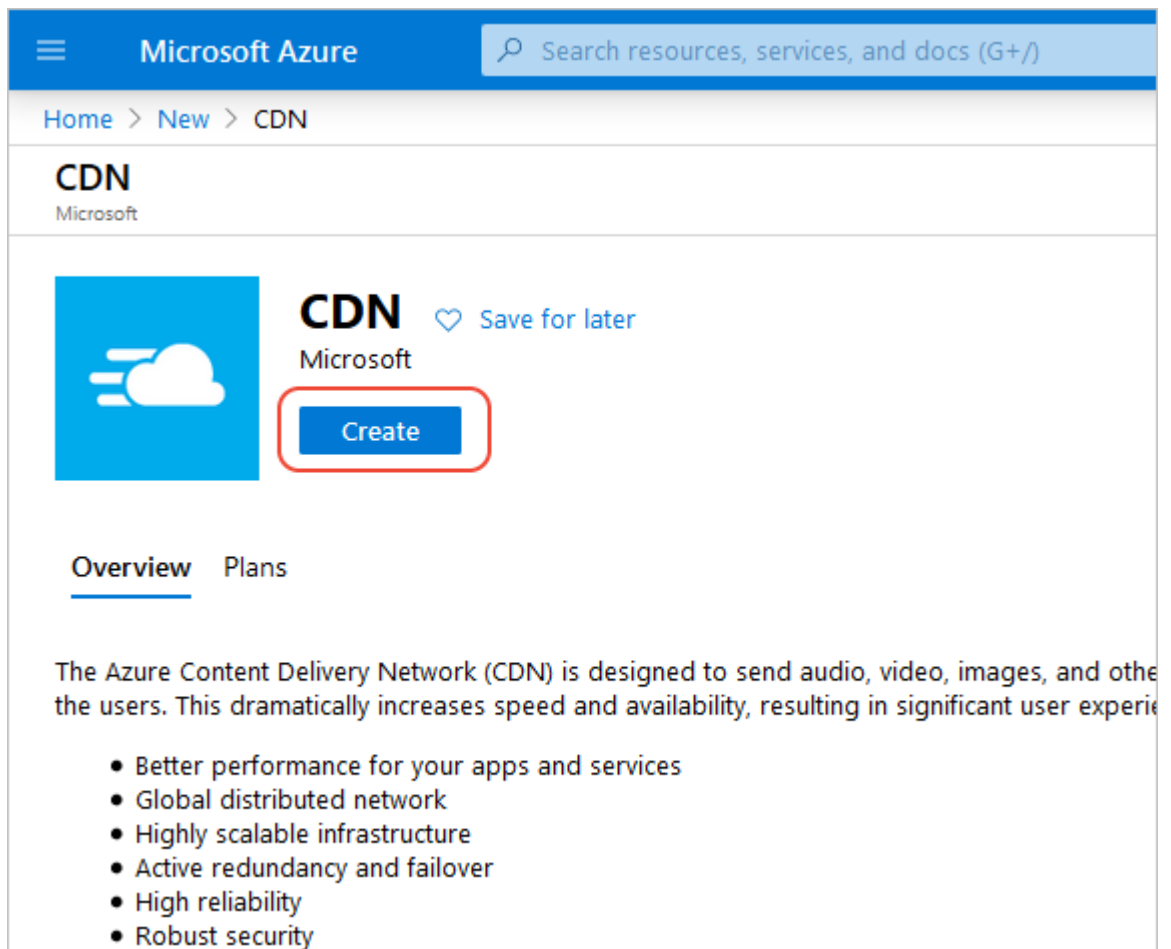 Microsoft Azure
Search resources, services, and docs (G+/)
Home > New > CDN
CDN
Microsoft
CDN
Save for later
Microsoft
Create
Overview Plans
The Azure Content Delivery Network (CDN) is designed to send audio, video, images, and othe
the users. This dramatically increases speed and availability, resulting in significant user experie
• Better performance for your apps and services
• Global distributed network
• Highly scalable infrastructure
• Active redundancy and failover
• High reliability
• Robust security